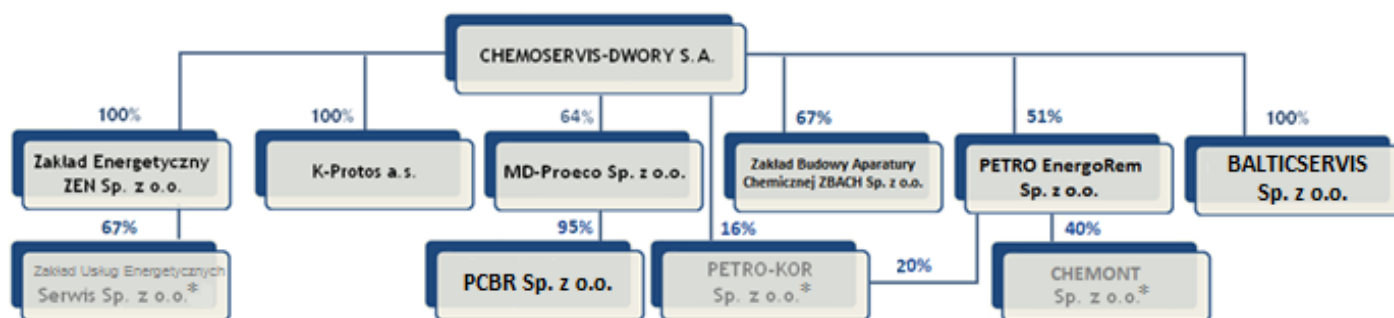 CHEMOSERVIS-DWORY S.A.
100%
100%
64%
67%
51%
100%
Zakład Energetyczny
ZEN Sp. z o.o.
K-Protos a.s.
MD-Proeco Sp. z o.o.
Zakład Budowy Aparatury
Chemicznej ZBACH Sp. z o.o.
PETRO EnergoRem
Sp. z o.o.
BALTICSERVIS
Sp. z o.o.
67%
95%
16%
20%
40%
Zakład Usług Energetycznych
Serwis Sp. z o.o.*
PCBR Sp. z o.o.
PETRO-KOR
Sp. z o.o.*
CHEMONT
Sp. z o.o.*